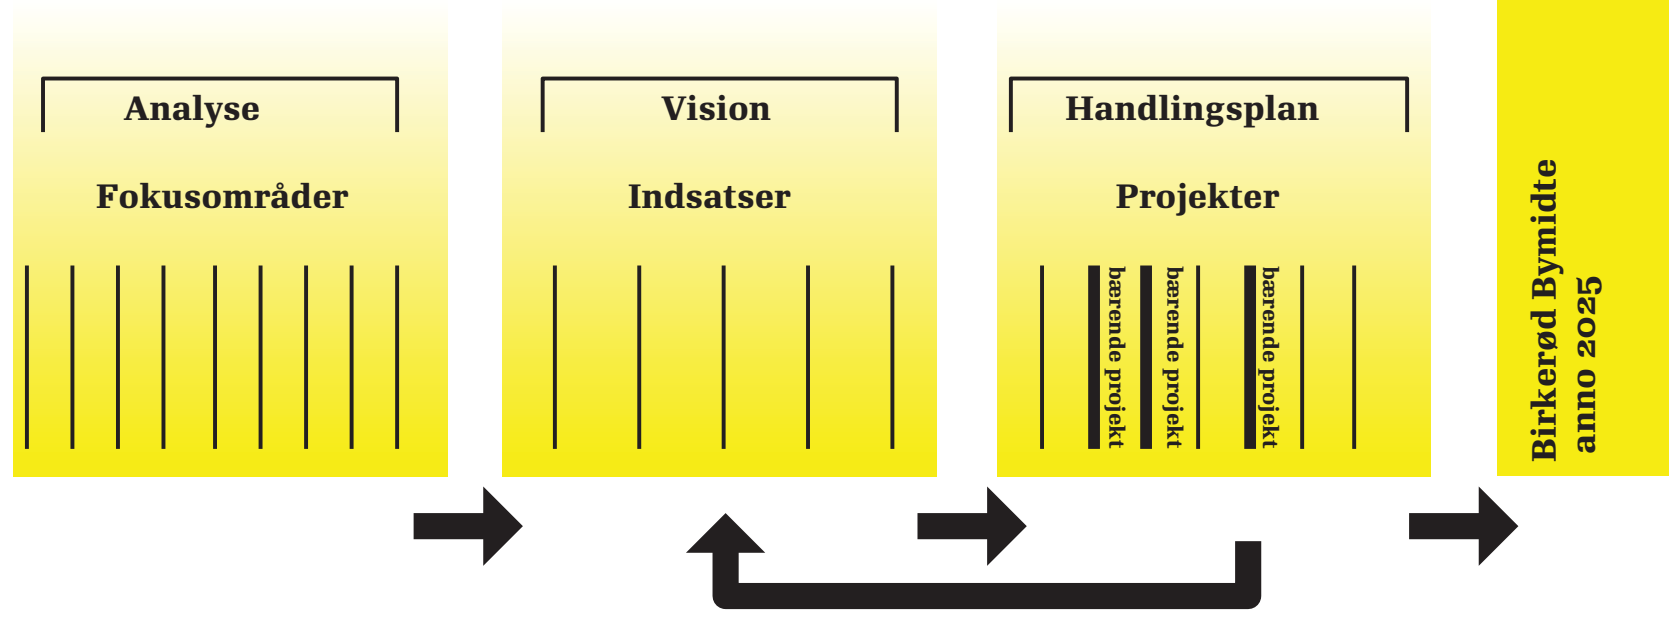 Analyse
Fokusområder
Vision
Indsatser
Handlingsplan
Projekter
bærende projekt
bærende projekt
bærende projekt
Birkerød Bymidte
anno 2025